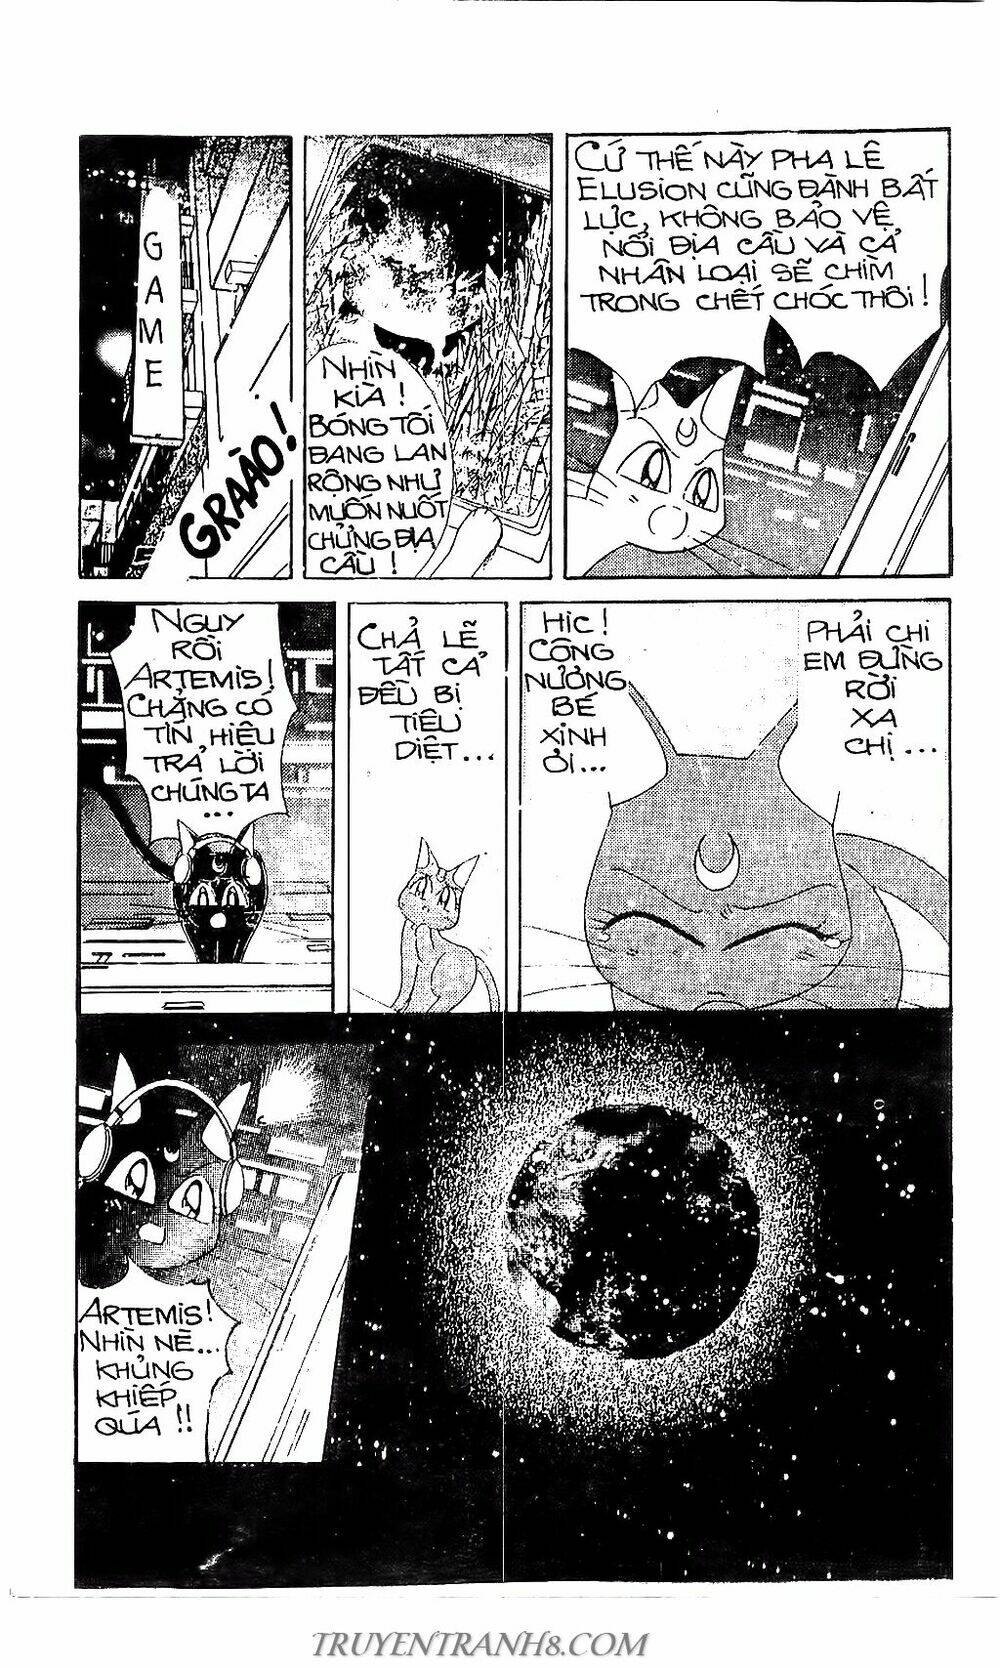 GAME
GRAÀO!
NHÌN
KÌA!
BÓNG TỐI
ĐANG LAN
RỘNG NHƯ
MUỐN NUỐT
CHỬNG ĐỊA
CẦU!
CỨ THẾ NÀY PHA LÊ
ELUSION CŨNG ĐÀNH BẤT
LỰC, KHÔNG BẢO VỆ
NỔI ĐỊA CẦU VÀ CẢ
NHÂN LOẠI SẼ CHÌM
TRONG CHẾT CHÓC THÔI!
NGUY
RỒI
ARTEMIS!
CHẲNG CÓ
TÍN HIỆU
TRẢ LỜI
CHÚNG TA
...
CHẢ LẼ
TẤT CẢ
ĐỀU BỊ
TIÊU
DIỆT...
HIC!
CÔNG
NƯƠNG
BÉ
XINH
ƠI...
PHẢI CHI
EM ĐỪNG
RỜI
XA
CHỊ...
ARTEMIS!
NHÌN NÈ...
KHỦNG
KHIẾP
QÚA!!
TRUYENTRANH8.COM